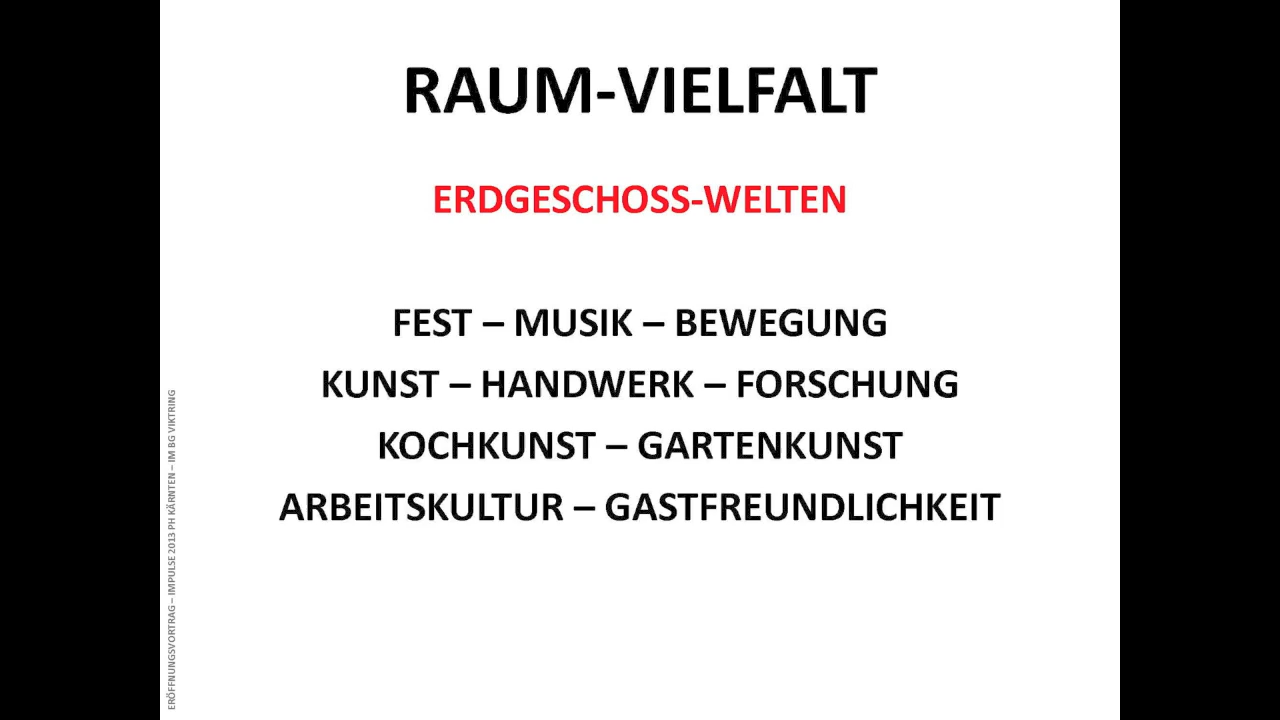 RAUM-VIELFALT
ERDGESCHOSS-WELTEN
FEST – MUSIK – BEWEGUNG
KUNST – HANDWERK – FORSCHUNG
KOCHKUNST – GARTENKUNST
ARBEITSKULTUR – GASTFREUNDLICHKEIT
ERÖFFNUNGSVORTRAG – IMPULSE 2013 PH KÄRNTEN – IM BG VIKTRING